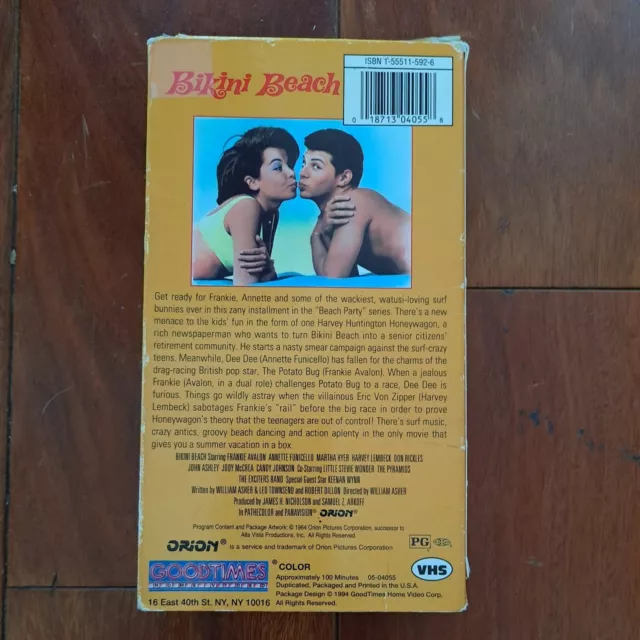 Bikini Beach
ISBN 1-55511-592-6
0 18713 04055 8
Get ready for Frankie, Annette and some of the wackiest, watusi-loving surf
bunnies ever in this zany installment in the "Beach Party" series. There's a new
menace to the kids' fun in the form of one Harvey Huntington Honeywagon, a
rich newspaperman who wants to turn Bikini Beach into a senior citizens'
retirement community. He starts a nasty smear campaign against the surf-crazy
teens. Meanwhile, Dee Dee (Annette Funicello) has fallen for the charms of the
drag-racing British pop star, The Potato Bug (Frankie Avalon). When a jealous
Frankie (Avalon, in a dual role) challenges Potato Bug to a race, Dee Dee is
furious. Things go wildly astray when the villainous Eric Von Zipper (Harvey
Lembeck) sabotages Frankie's "rail" before the big race in order to prove
Honeywagon's theory that the teenagers are out of control! There's surf music,
crazy antics, groovy beach dancing and action aplenty in the only movie that
gives you a summer vacation in a box.
BIKINI BEACH Starring FRANKIE AVALON ANNETTE FUNICELLO MARTHA HYER HARVEY LEMBECK DON RICKLES
JOHN ASHLEY JODY McCREA CANDY JOHNSON Co-Starring LITTLE STEVIE WONDER THE PYRAMIDS
THE EXCITERS BAND Special Guest Star KEENAN WYNN
Written by WILLIAM ASHER & LEO TOWNSEND and ROBERT DILLON Directed by WILLIAM ASHER
Produced by JAMES H. NICHOLSON and SAMUEL Z. ARKOFF
In PATHECOLOR and PANAVISION ORION
Program Content and Package Artwork: © 1964 Orion Pictures Corporation, successor to
Alta Vista Productions, Inc. All Rights Reserved.
ORION ® is a service and trademark of Orion Pictures Corporation
PG
GOODTIMES
HOME VIDEO
COLOR
Approximately 100 Minutes 05-04055
Duplicated, Packaged and Printed in the U.S.A.
Package Design © 1994 GoodTimes Home Video Corp.
All Rights Reserved.
VHS
16 East 40th St. NY, NY 10016